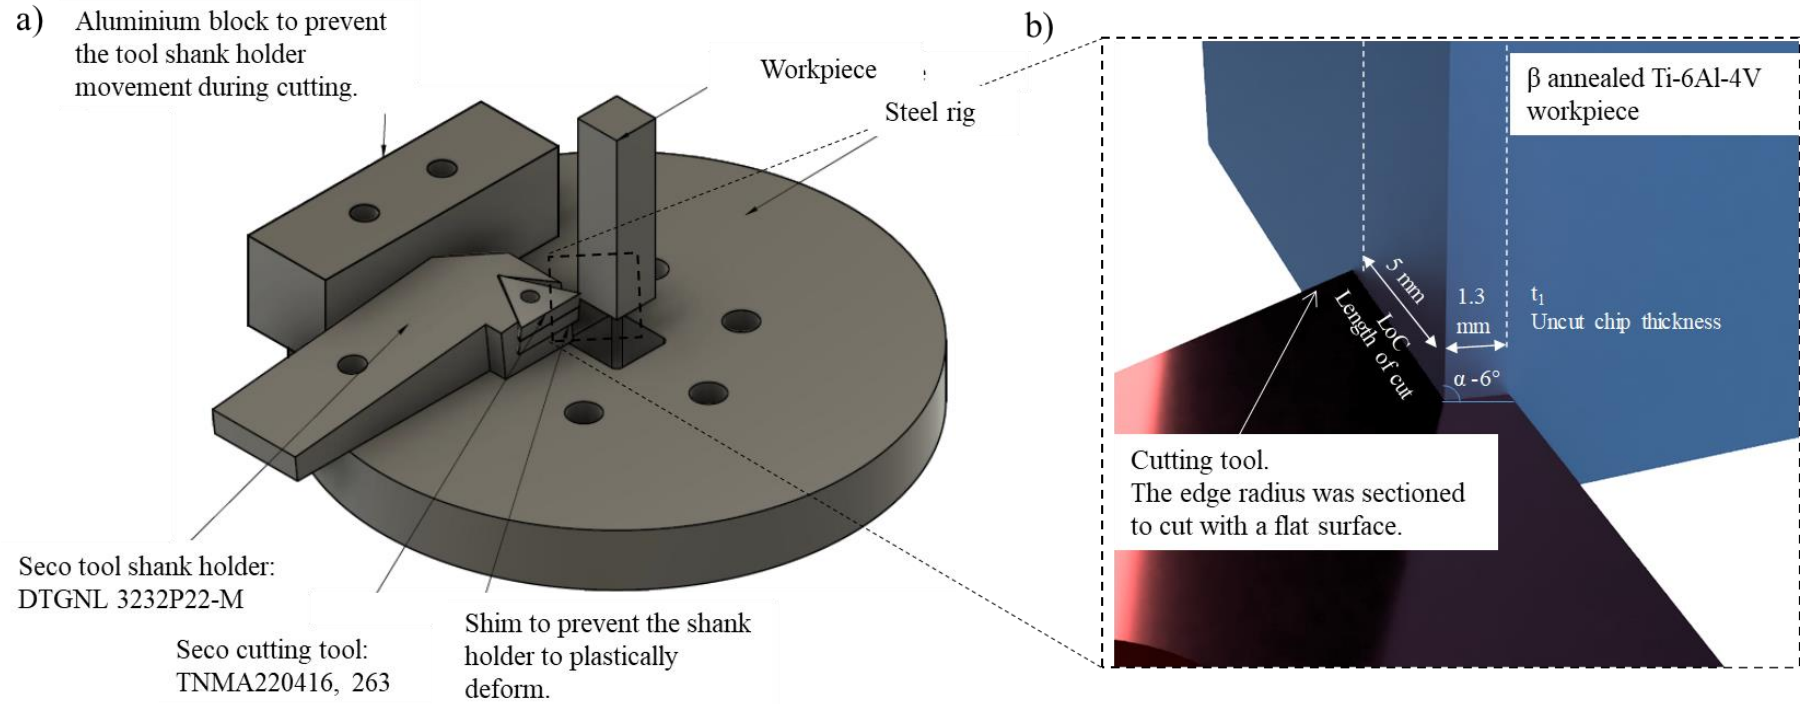 a)
Aluminium block to prevent
the tool shank holder
movement during cutting.
Workpiece
Steel rig
Seco tool shank holder:
DTGNL 3232P22-M
Seco cutting tool:
TNMA220416, 263
Shim to prevent the shank
holder to plastically
deform.
b)
β annealed Ti-6Al-4V
workpiece
5 mm
LoC
Length of cut
1.3
mm
t₁
Uncut chip thickness
α -6°
Cutting tool.
The edge radius was sectioned
to cut with a flat surface.